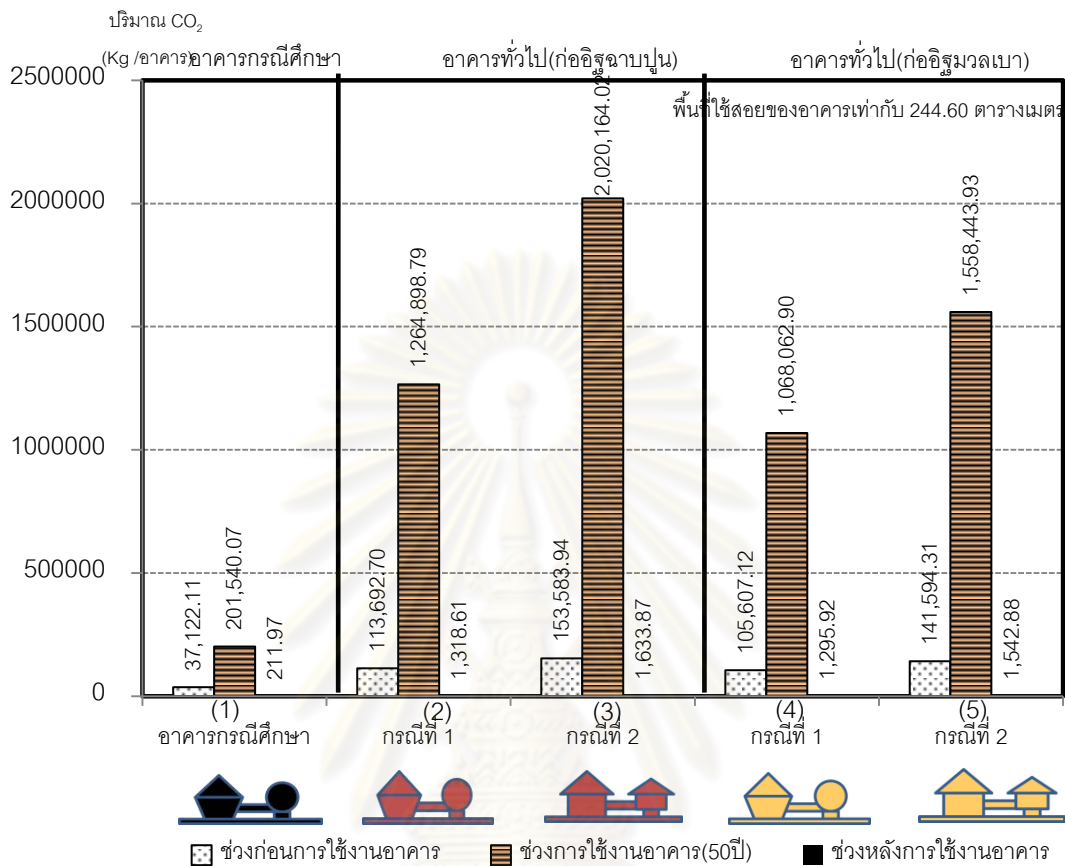 ปริมาณ CO₂
(Kg /อาคาร)
อาคารกรณีศึกษา
อาคารทั่วไป(ก่ออิฐฉาบปูน)
อาคารทั่วไป(ก่ออิฐมวลเบา)
พื้นที่ใช้สอยของอาคารเท่ากับ 244.60 ตารางเมตร
2500000
2000000
1500000
1000000
500000
0
37,122.11
201,540.07
211.97
113,692.70
1,264,898.79
1,318.61
153,583.94
2,020,164.02
1,633.87
105,607.12
1,068,062.90
1,295.92
141,594.31
1,558,443.93
1,542.88
(1)
(2)
(3)
(4)
(5)
อาคารกรณีศึกษา
กรณีที่ 1
กรณีที่ 2
กรณีที่ 1
กรณีที่ 2
ช่วงก่อนการใช้งานอาคาร
ช่วงการใช้งานอาคาร(50ปี)
ช่วงหลังการใช้งานอาคาร